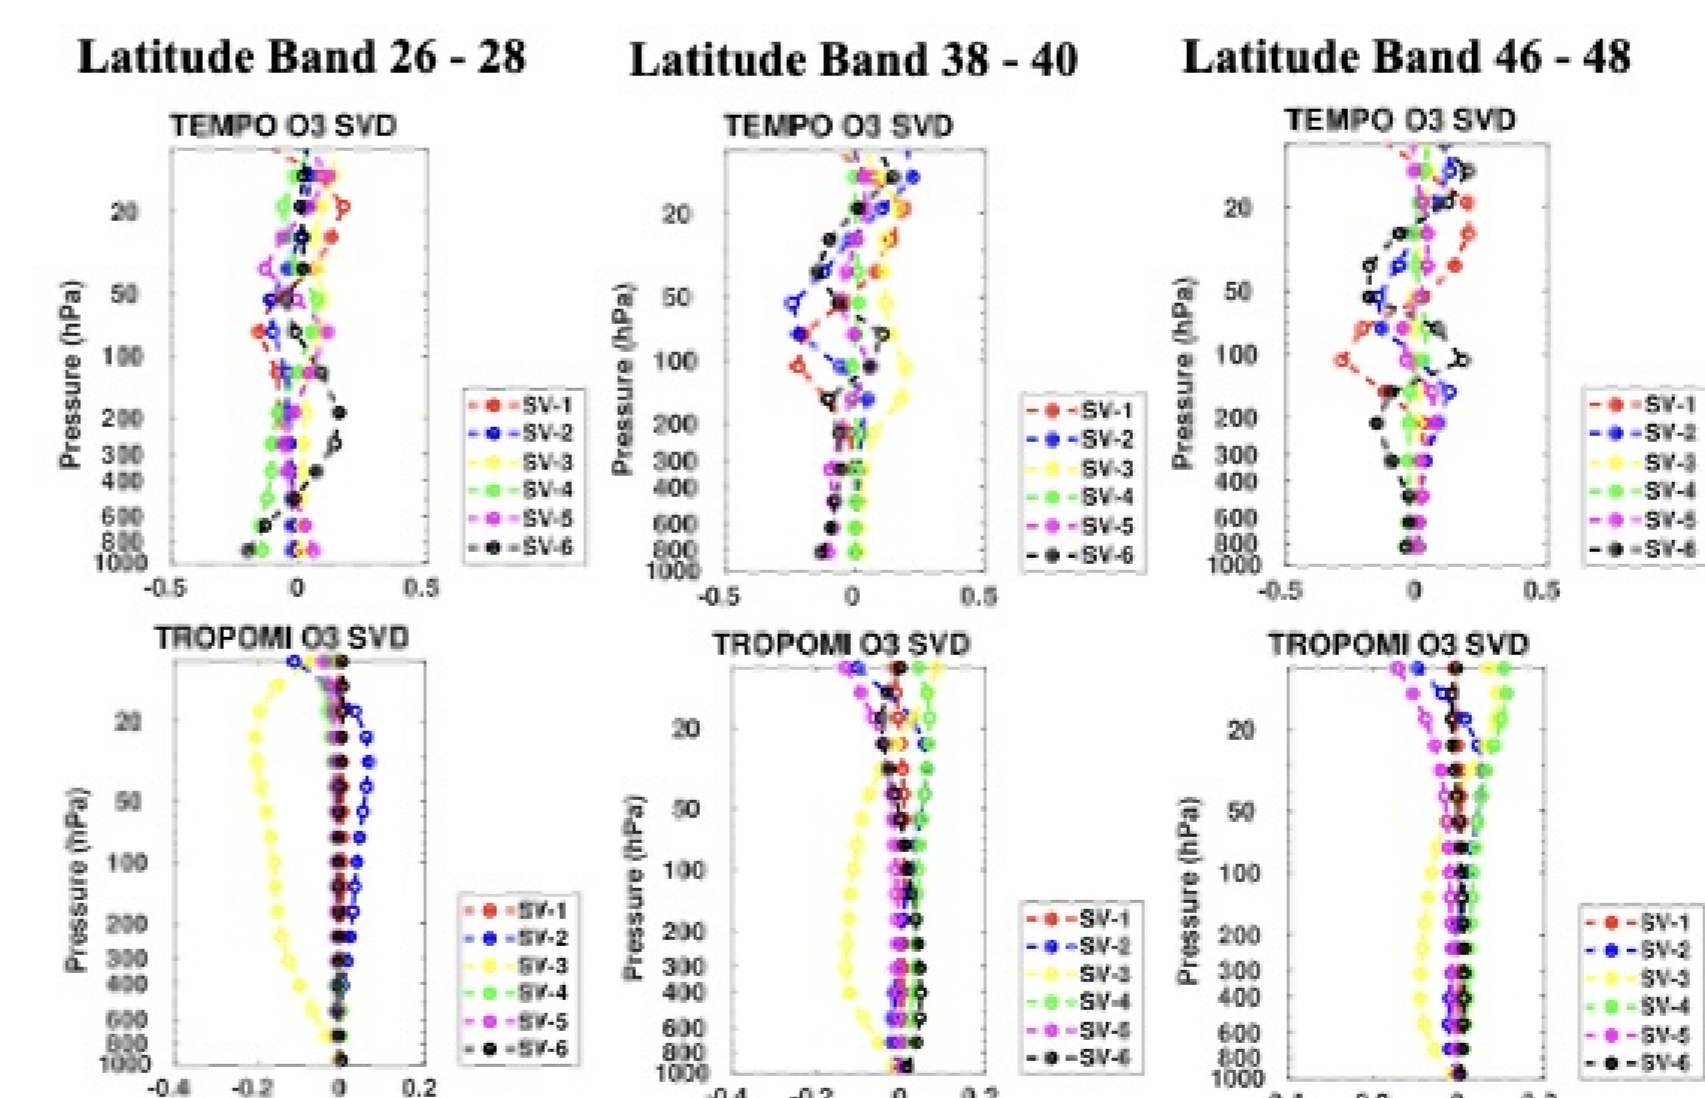 Latitude Band 26 - 28
Latitude Band 38 - 40
Latitude Band 46 - 48
TEMPO O3 SVD
TEMPO O3 SVD
TEMPO O3 SVD
Pressure (hPa)
20
50
100
200
300
400
600
800
1000
-0.5 0 0.5
SV-1
SV-2
SV-3
SV-4
SV-5
SV-6
Pressure (hPa)
20
50
100
200
300
400
600
800
1000
-0.5 0 0.5
SV-1
SV-2
SV-3
SV-4
SV-5
SV-6
Pressure (hPa)
20
50
100
200
300
400
600
800
1000
-0.5 0 0.5
SV-1
SV-2
SV-3
SV-4
SV-5
SV-6
TROPOMI O3 SVD
TROPOMI O3 SVD
TROPOMI O3 SVD
Pressure (hPa)
20
50
100
200
300
400
600
800
1000
-0.4 -0.2 0 0.2
SV-1
SV-2
SV-3
SV-4
SV-5
SV-6
Pressure (hPa)
20
50
100
200
300
400
600
800
1000
SV-1
SV-2
SV-3
SV-4
SV-5
SV-6
Pressure (hPa)
20
50
100
200
300
400
600
800
1000
SV-1
SV-2
SV-3
SV-4
SV-5
SV-6